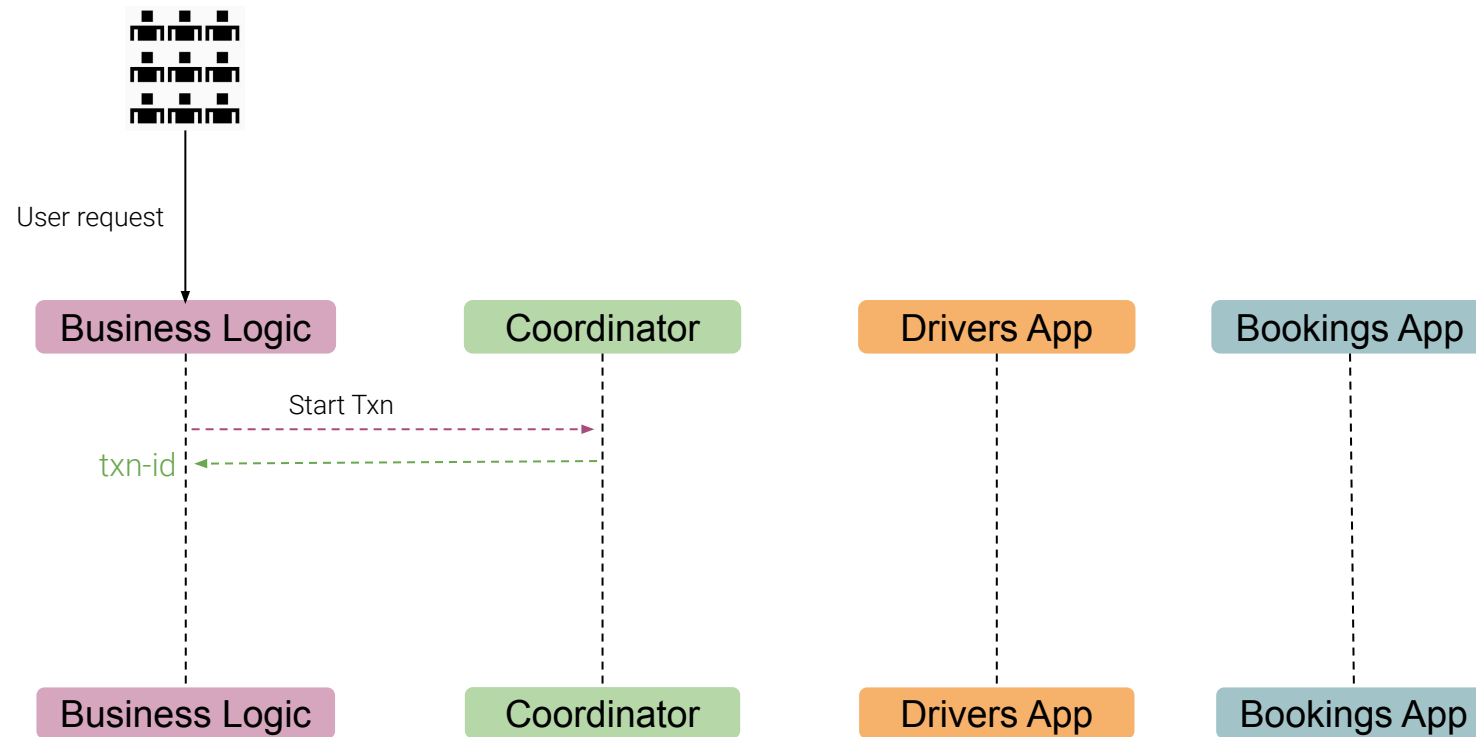 User request
Business Logic
Coordinator
Drivers App
Bookings App
Start Txn
txn-id
Business Logic
Coordinator
Drivers App
Bookings App